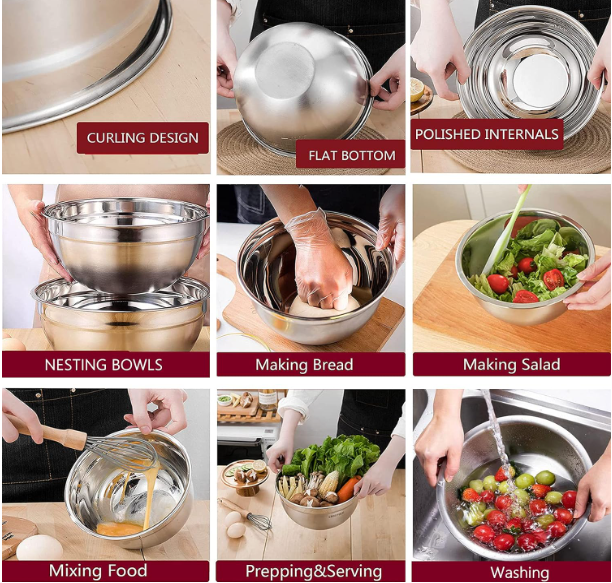 CURLING DESIGN
FLAT BOTTOM
POLISHED INTERNALS
NESTING BOWLS
Making Bread
Making Salad
Mixing Food
Prepping&Serving
Washing